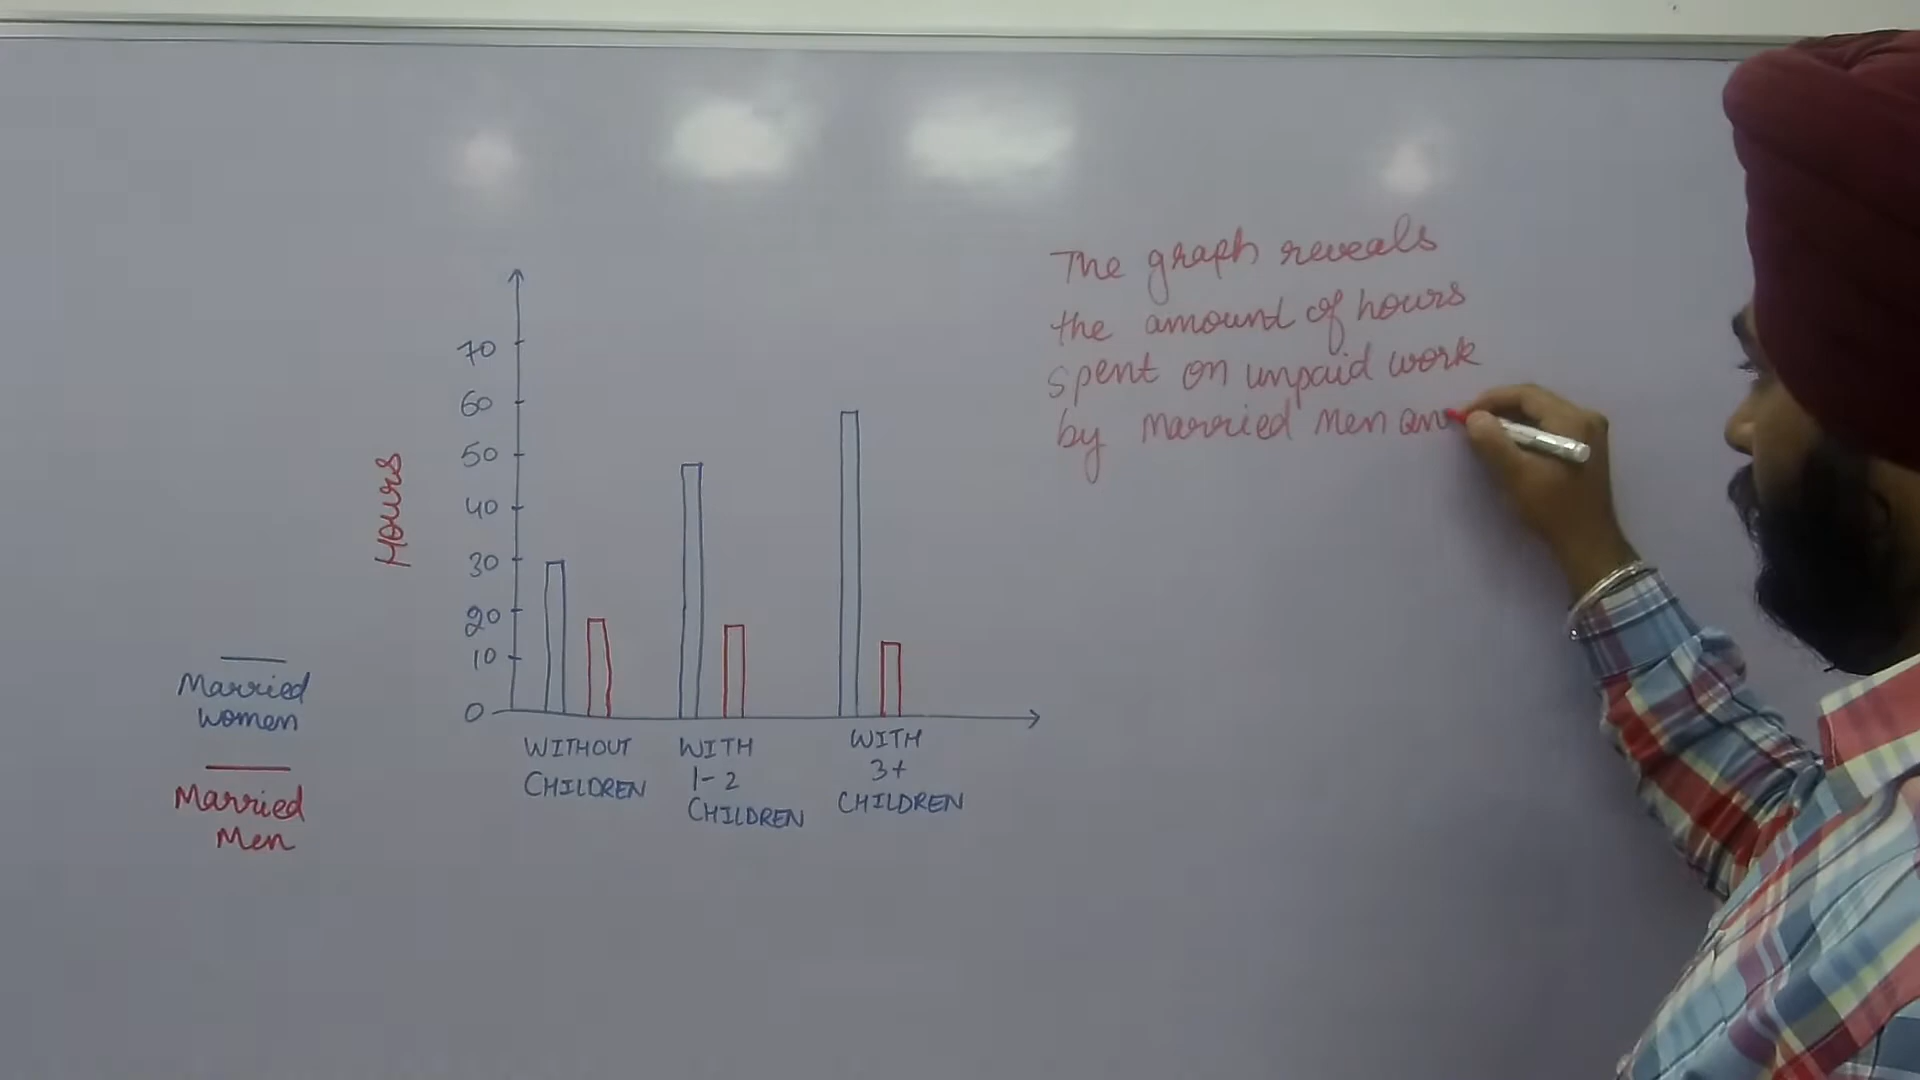 The graph reveals
the amount of hours
spent on unpaid work
by Married Men an
Hours
70
60
50
40
30
20
10
0
WITHOUT
CHILDREN
WITH
1-2
CHILDREN
WITH
3+
CHILDREN
Married
women
Married
Men